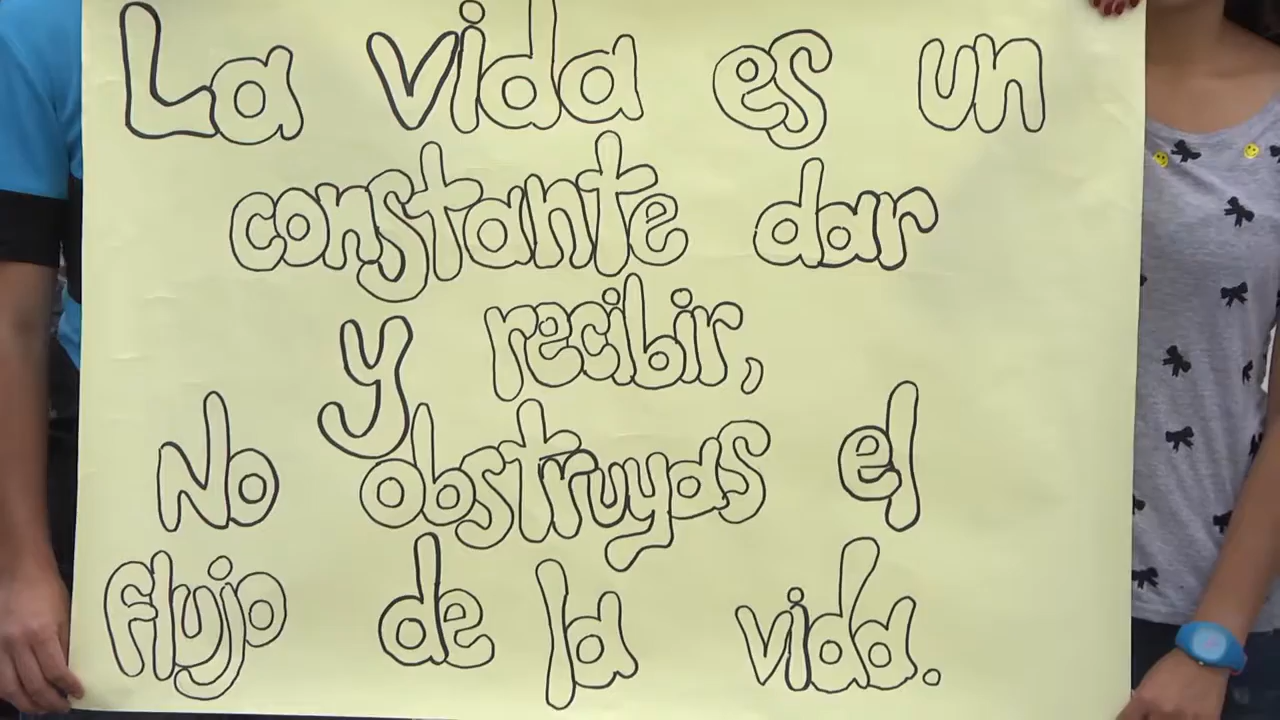 La vida es un
constante dar
y recibir,
No obstruyas el
flujo de la vida.